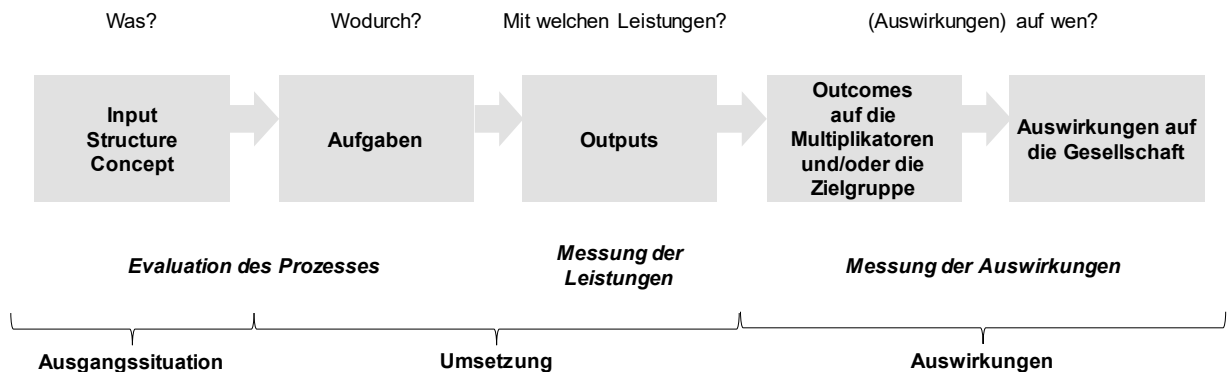 Was?
Wodurch?
Mit welchen Leistungen?
(Auswirkungen) auf wen?
Input
Structure
Concept
Aufgaben
Outputs
Outcomes
auf die
Multiplikatoren
und/oder die
Zielgruppe
Auswirkungen auf
die Gesellschaft
Evaluation des Prozesses
Messung der
Leistungen
Messung der Auswirkungen
Ausgangssituation
Umsetzung
Auswirkungen